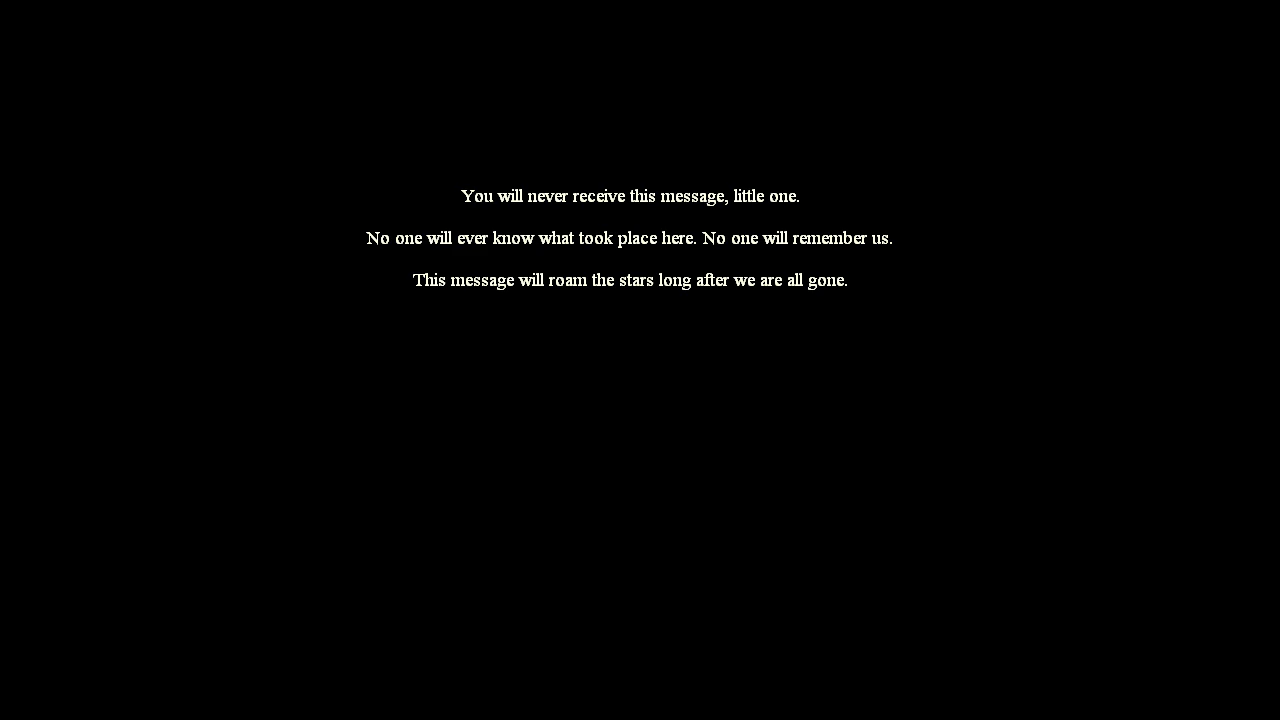 You will never receive this message, little one.
No one will ever know what took place here. No one will remember us.
This message will roam the stars long after we are all gone.